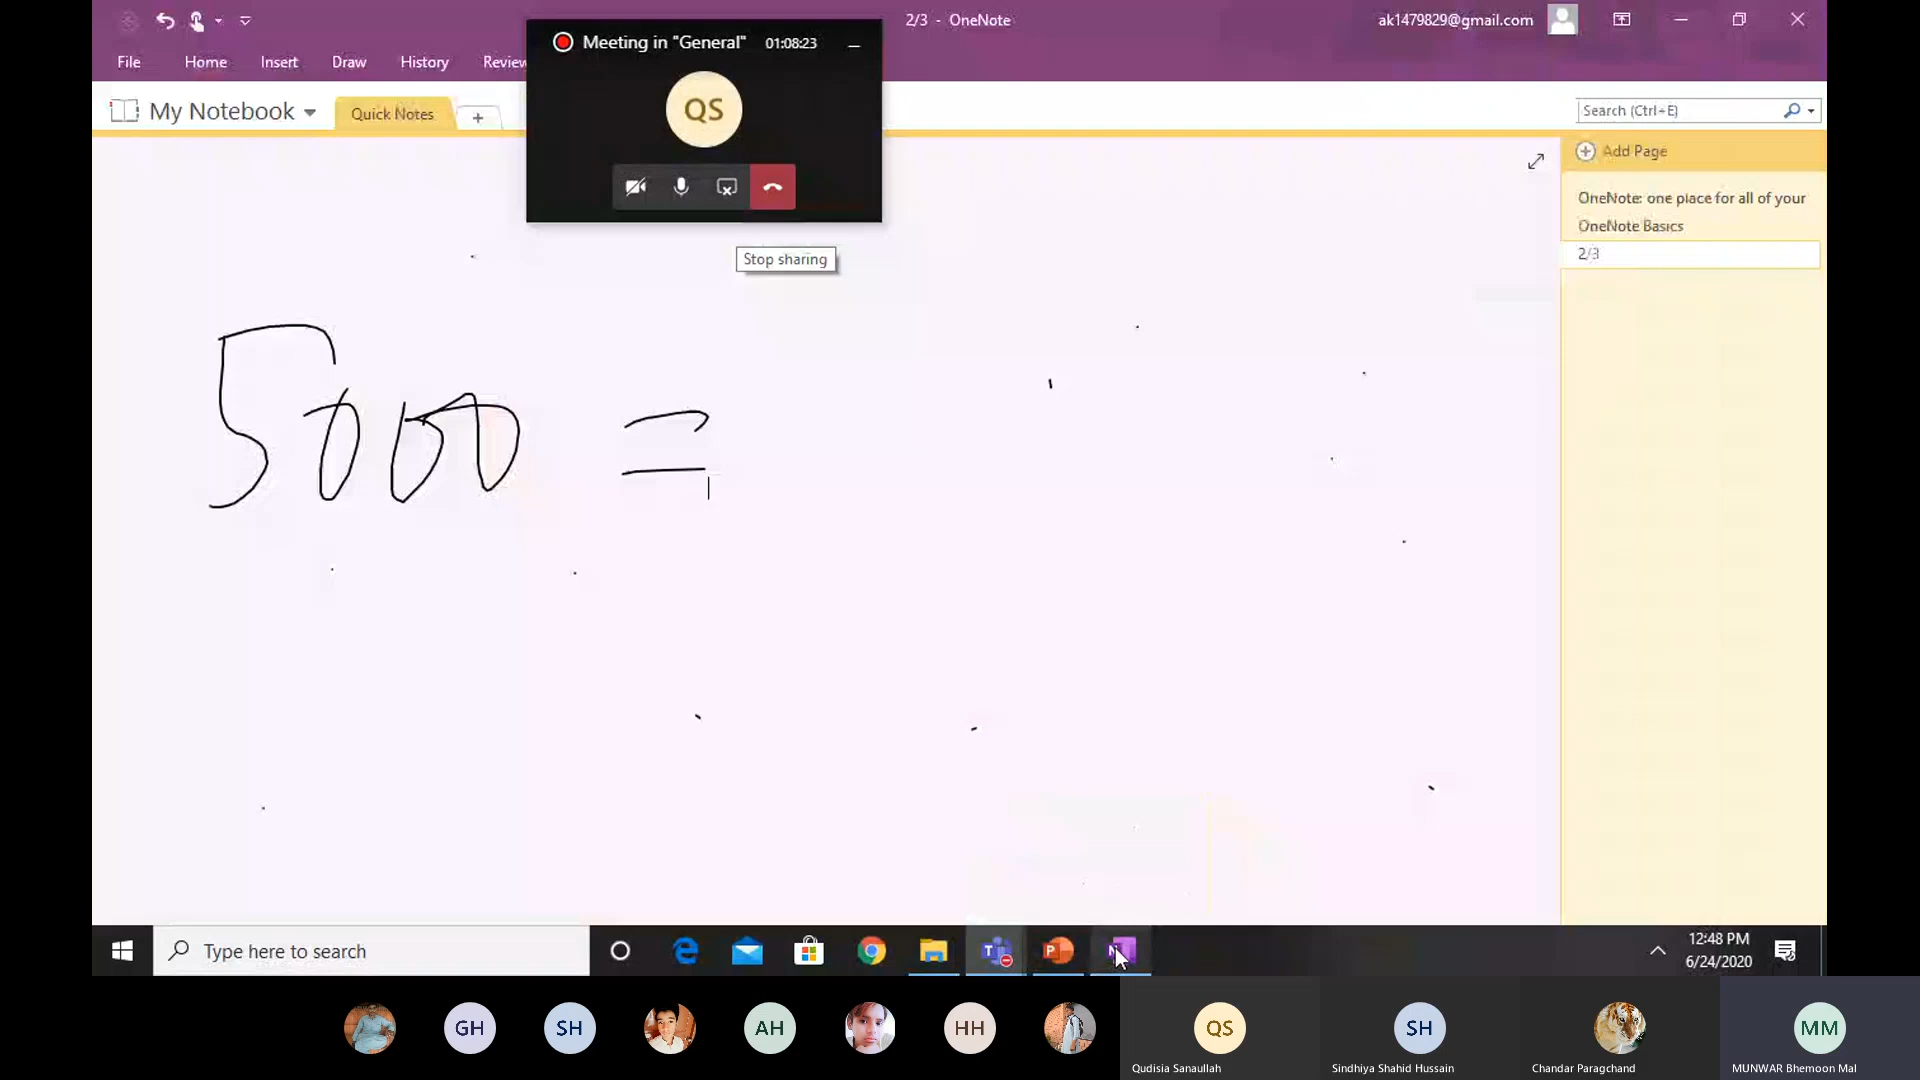 2/3 - OneNote
ak1479829@gmail.com
Meeting in "General" 01:08:23
File Home Insert Draw History Review
QS
My Notebook Quick Notes
Search (Ctrl+E)
Add Page
OneNote: one place for all of your
OneNote Basics
2/3
Stop sharing
5000 =
Type here to search
12:48 PM
6/24/2020
GH SH AH HH QS SH MM
Qudisia Sanaullah Sindhiya Shahid Hussain Chandar Paragchand MUNWAR Bhemoon Mal